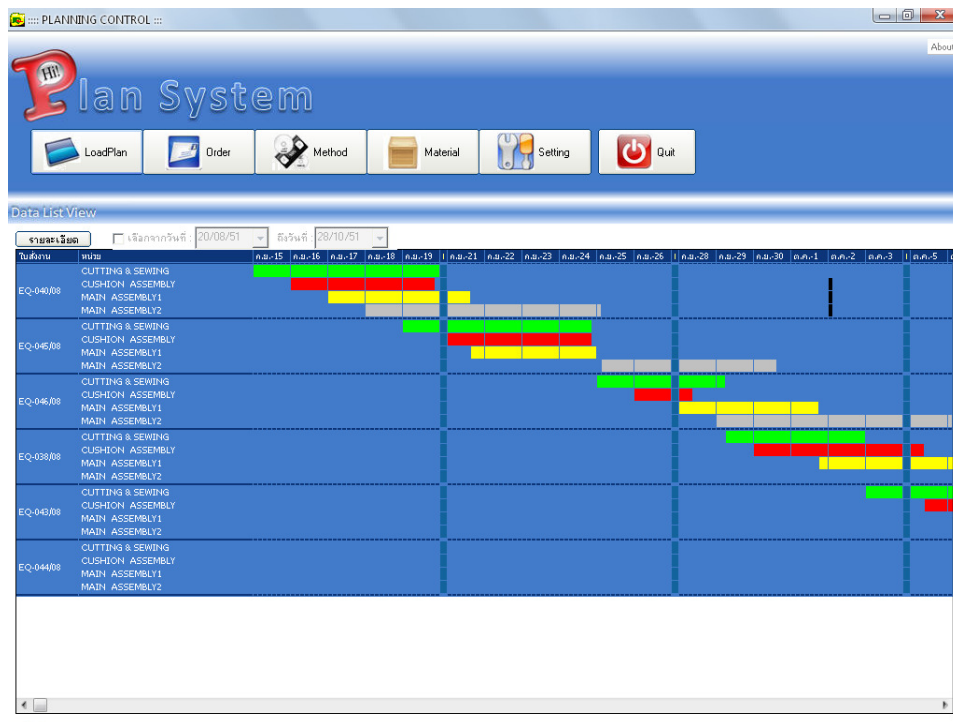 :::: PLANNING CONTROL :::
About
Hi!
Plan System
LoadPlan Order Method Material Setting Quit
Data List View
รายละเอียด เลือกจากวันที่ : 20/08/51 ถึงวันที่ : 28/10/51
ใบสั่งงาน หน่วย ก.ย.-15 ก.ย.-16 ก.ย.-17 ก.ย.-18 ก.ย.-19 ก.ย.-21 ก.ย.-22 ก.ย.-23 ก.ย.-24 ก.ย.-25 ก.ย.-26 ก.ย.-28 ก.ย.-29 ก.ย.-30 ต.ค.-1 ต.ค.-2 ต.ค.-3 ต.ค.-5
EQ-040/08
CUTTING & SEWING
CUSHION ASSEMBLY
MAIN ASSEMBLY1
MAIN ASSEMBLY2
EQ-045/08
CUTTING & SEWING
CUSHION ASSEMBLY
MAIN ASSEMBLY1
MAIN ASSEMBLY2
EQ-046/08
CUTTING & SEWING
CUSHION ASSEMBLY
MAIN ASSEMBLY1
MAIN ASSEMBLY2
EQ-038/08
CUTTING & SEWING
CUSHION ASSEMBLY
MAIN ASSEMBLY1
MAIN ASSEMBLY2
EQ-043/08
CUTTING & SEWING
CUSHION ASSEMBLY
MAIN ASSEMBLY1
MAIN ASSEMBLY2
EQ-044/08
CUTTING & SEWING
CUSHION ASSEMBLY
MAIN ASSEMBLY1
MAIN ASSEMBLY2